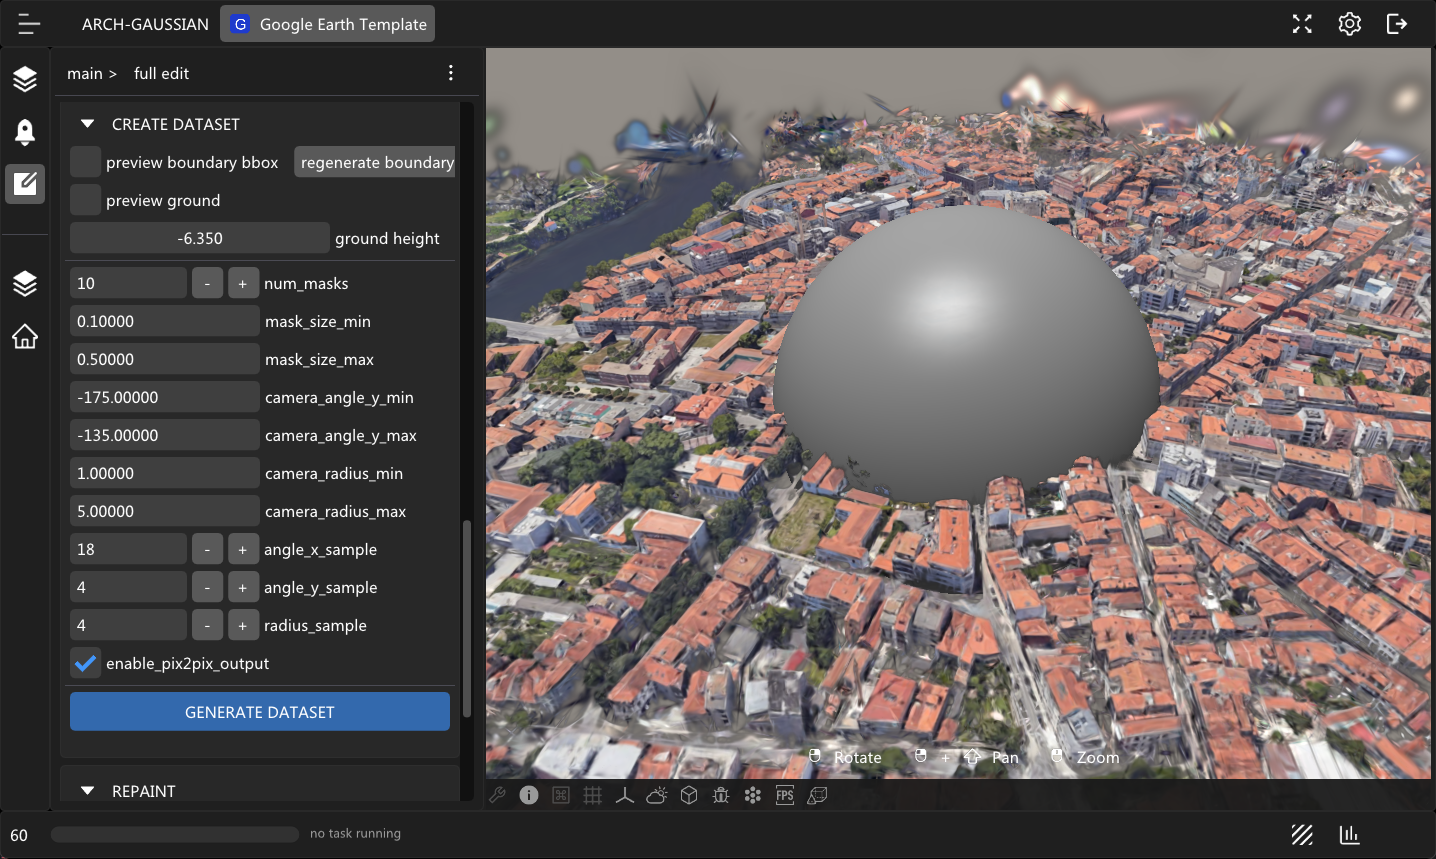 ARCH-GAUSSIAN
G Google Earth Template
main > full edit
CREATE DATASET
preview boundary bbox regenerate boundary
preview ground
-6.350 ground height
10 - + num_masks
0.10000 mask_size_min
0.50000 mask_size_max
-175.00000 camera_angle_y_min
-135.00000 camera_angle_y_max
1.00000 camera_radius_min
5.00000 camera_radius_max
18 - + angle_x_sample
4 - + angle_y_sample
4 - + radius_sample
enable_pix2pix_output
GENERATE DATASET
REPAINT
Rotate + Pan Zoom
FPS
60 no task running